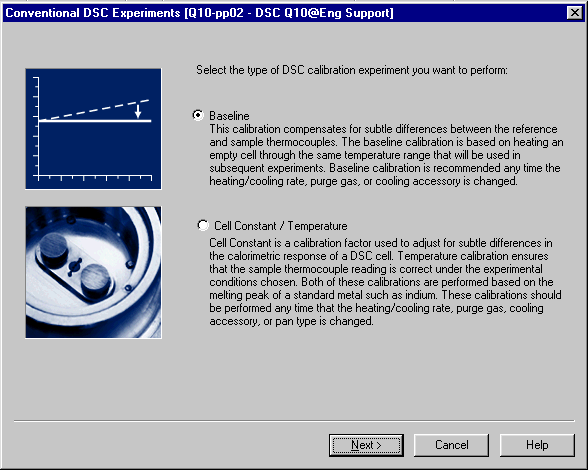 Conventional DSC Experiments [Q10-pp02 - DSC Q10@Eng Support]
Select the type of DSC calibration experiment you want to perform:
Baseline
This calibration compensates for subtle differences between the reference
and sample thermocouples. The baseline calibration is based on heating an
empty cell through the same temperature range that will be used in
subsequent experiments. Baseline calibration is recommended any time the
heating/cooling rate, purge gas, or cooling accessory is changed.
Cell Constant / Temperature
Cell Constant is a calibration factor used to adjust for subtle differences in
the calorimetric response of a DSC cell. Temperature calibration ensures
that the sample thermocouple reading is correct under the experimental
conditions chosen. Both of these calibrations are performed based on the
melting peak of a standard metal such as indium. These calibrations should
be performed any time that the heating/cooling rate, purge gas, cooling
accessory, or pan type is changed.
Next >
Cancel
Help